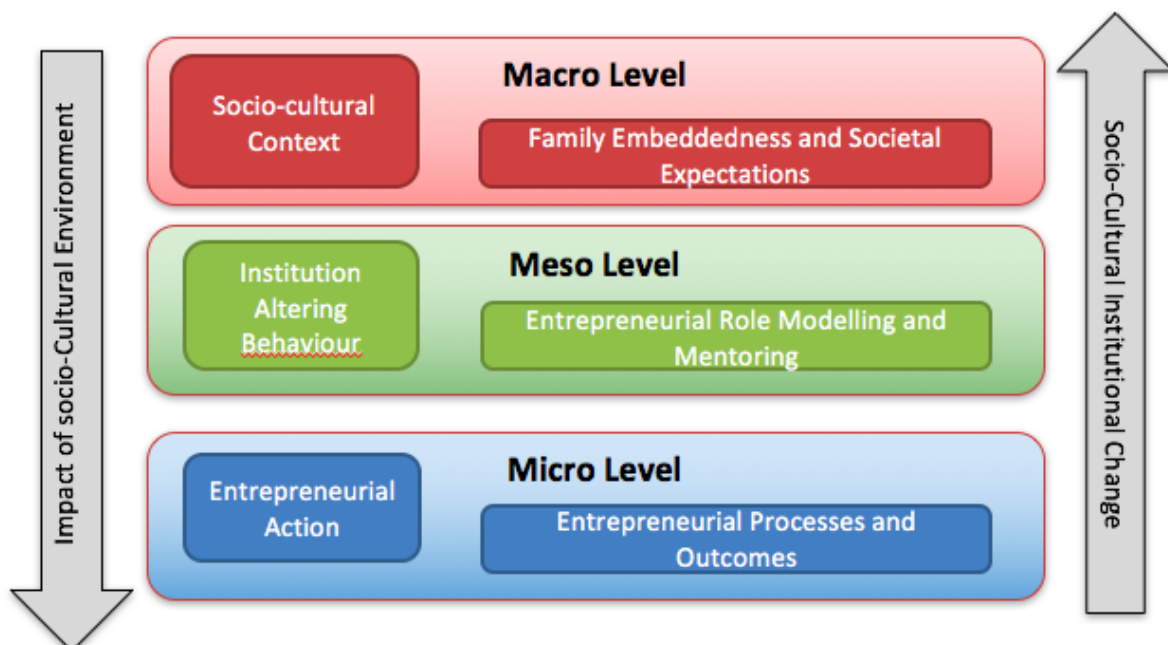 Impact of socio-Cultural Environment
Macro Level
Socio-cultural
Context
Family Embeddedness and Societal
Expectations
Meso Level
Institution
Altering
Behaviour
Entrepreneurial Role Modelling and
Mentoring
Micro Level
Entrepreneurial
Action
Entrepreneurial Processes and
Outcomes
Socio-Cultural Institutional Change